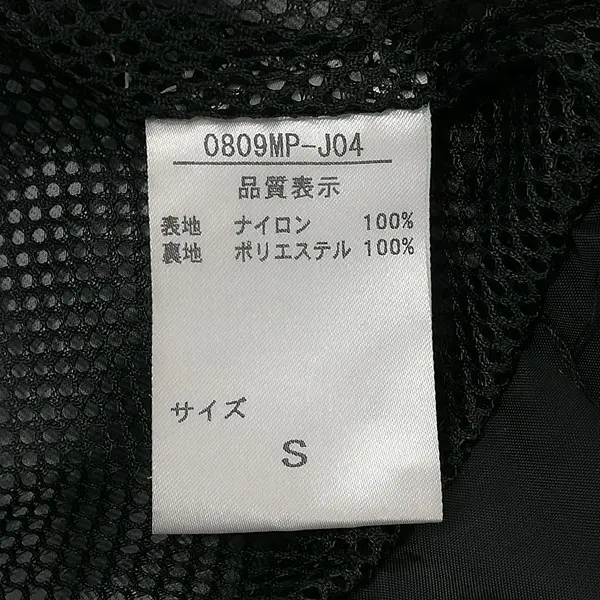 0809MP-J04
品質表示
表地 ナイロン 100%
裏地 ポリエステル 100%
サイズ
S